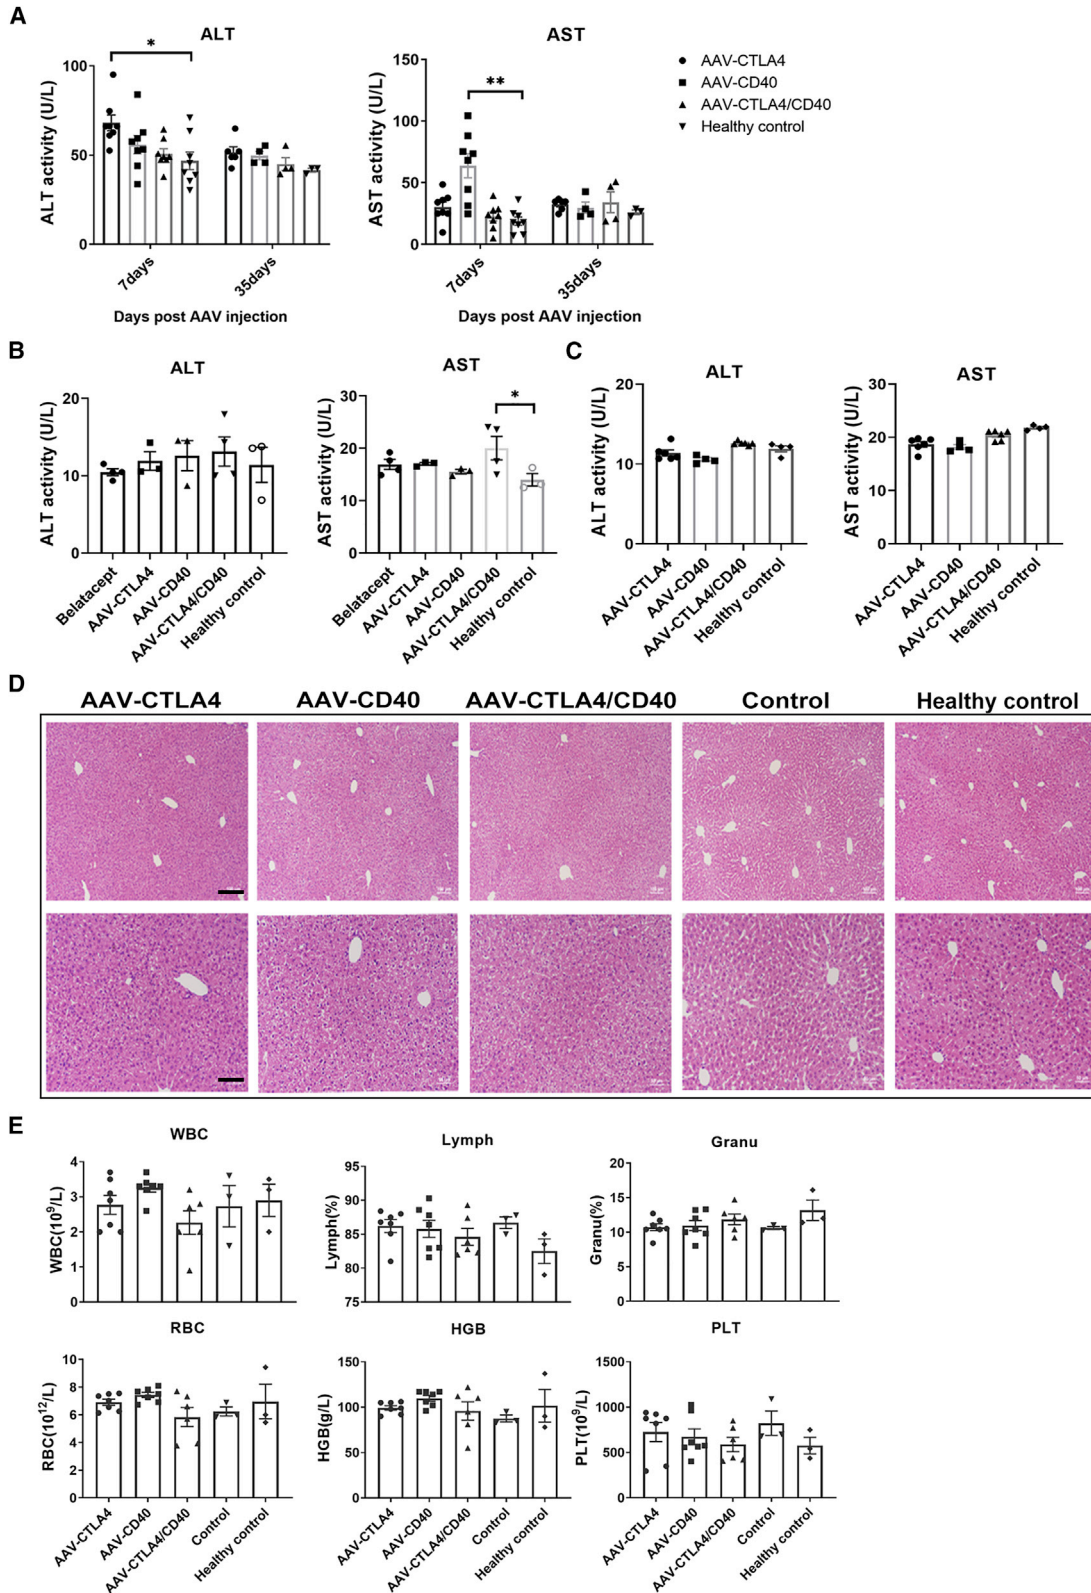 A
ALT
AST
ALT activity (U/L)
100
50
0
*
7days
35days
Days post AAV injection
AST activity (U/L)
150
100
50
0
**
7days
35days
Days post AAV injection
AAV-CTLA4
AAV-CD40
AAV-CTLA4/CD40
Healthy control
B
ALT
ALT activity (U/L)
20
10
0
Belatacept
AAV-CTLA4
AAV-CD40
AAV-CTLA4/CD40
Healthy control
AST
AST activity (U/L)
30
20
10
0
*
Belatacept
AAV-CTLA4
AAV-CD40
AAV-CTLA4/CD40
Healthy control
C
ALT
ALT activity (U/L)
20
10
0
AAV-CTLA4
AAV-CD40
AAV-CTLA4/CD40
Healthy control
AST
AST activity (U/L)
30
20
10
0
AAV-CTLA4
AAV-CD40
AAV-CTLA4/CD40
Healthy control
D
AAV-CTLA4 AAV-CD40 AAV-CTLA4/CD40 Control Healthy control
E
WBC
WBC(10⁹/L)
4
3
2
1
0
Lymph
Lymph(%)
95
90
85
80
75
Granu
Granu(%)
20
15
10
5
0
RBC
RBC(10¹²/L)
10
8
6
4
2
0
AAV-CTLA4
AAV-CD40
AAV-CTLA4/CD40
Control
Healthy control
HGB
HGB(g/L)
150
100
50
0
AAV-CTLA4
AAV-CD40
AAV-CTLA4/CD40
Control
Healthy control
PLT
PLT(10⁹/L)
1500
1000
500
0
AAV-CTLA4
AAV-CD40
AAV-CTLA4/CD40
Control
Healthy control